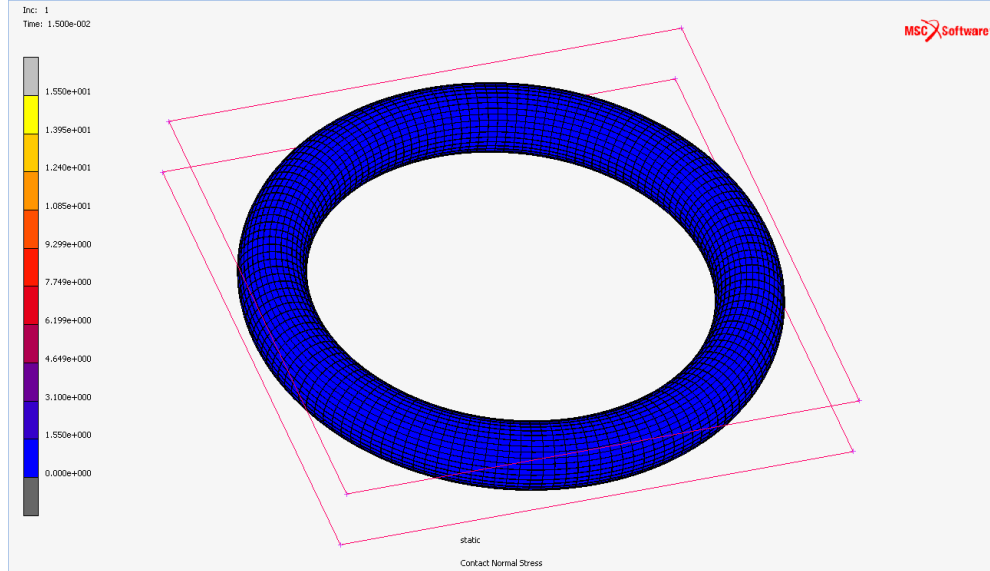 Inc: 1
Time: 1.500e-002
MSC Software
1.550e+001
1.395e+001
1.240e+001
1.085e+001
9.299e+000
7.749e+000
6.199e+000
4.649e+000
3.100e+000
1.550e+000
0.000e+000
static
Contact Normal Stress